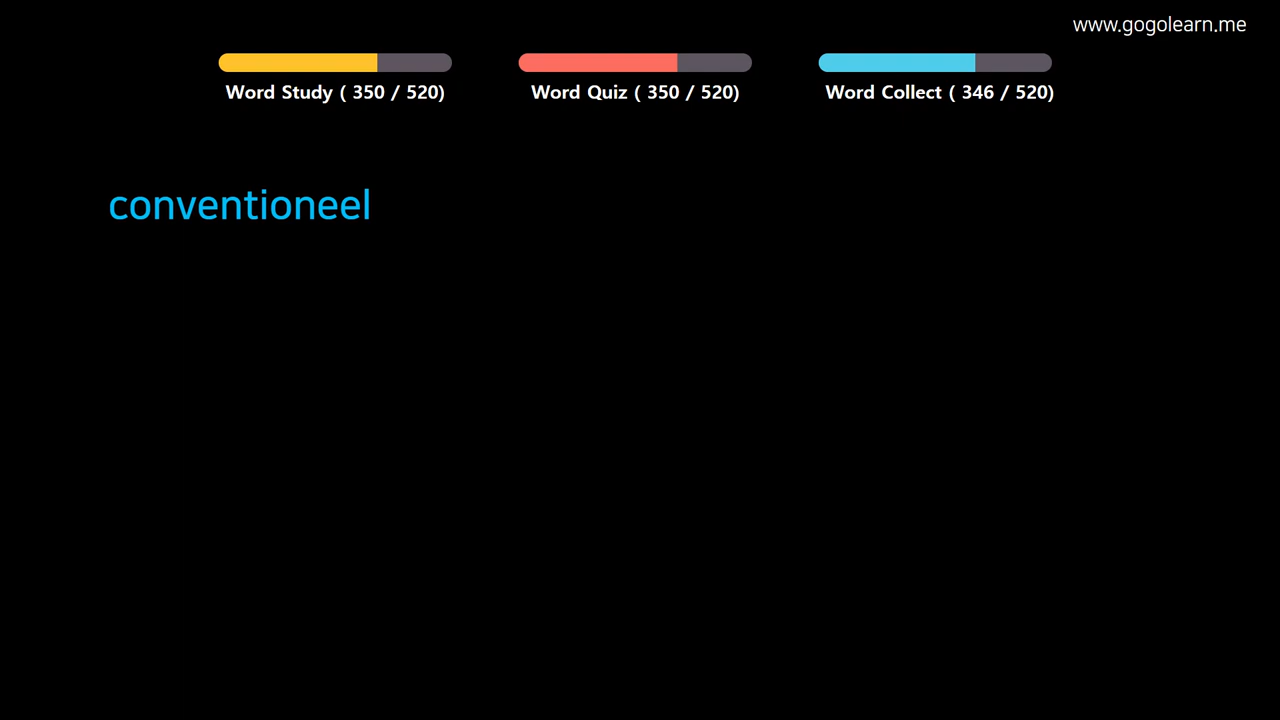 www.gogolearn.me
Word Study ( 350 / 520)
Word Quiz ( 350 / 520)
Word Collect ( 346 / 520)
conventioneel